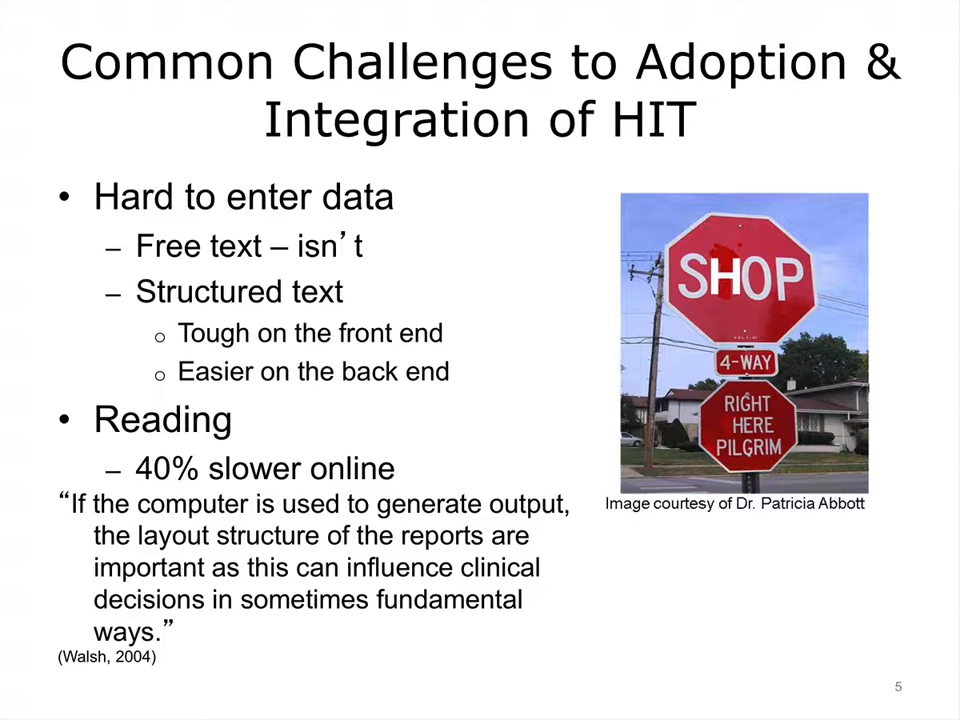 Common Challenges to Adoption &
Integration of HIT
• Hard to enter data
– Free text – isn’t
– Structured text
o Tough on the front end
o Easier on the back end
• Reading
– 40% slower online
“If the computer is used to generate output,
the layout structure of the reports are
important as this can influence clinical
decisions in sometimes fundamental
ways.”
(Walsh, 2004)
SHOP
4-WAY
RIGHT
HERE
PILGRIM
Image courtesy of Dr. Patricia Abbott
5